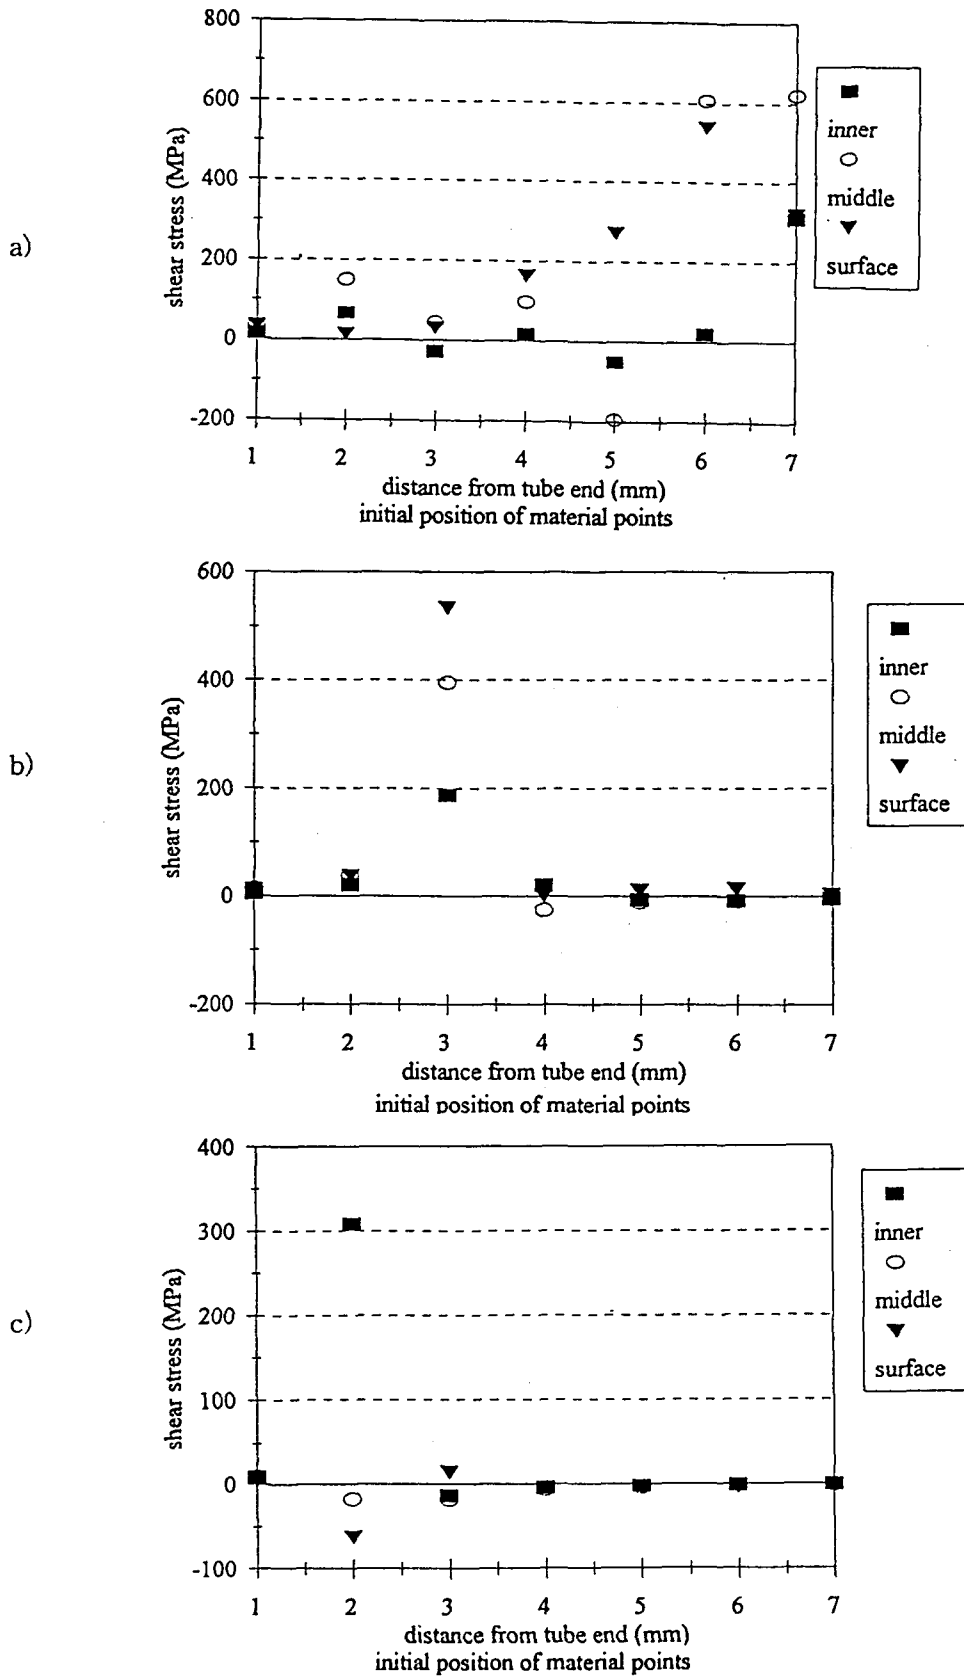 a)
shear stress (MPa)
800
600
400
200
0
-200
1 2 3 4 5 6 7
distance from tube end (mm)
initial position of material points
inner
middle
surface
b)
shear stress (MPa)
600
400
200
0
-200
1 2 3 4 5 6 7
distance from tube end (mm)
initial position of material points
inner
middle
surface
c)
shear stress (MPa)
400
300
200
100
0
-100
1 2 3 4 5 6 7
distance from tube end (mm)
initial position of material points
inner
middle
surface